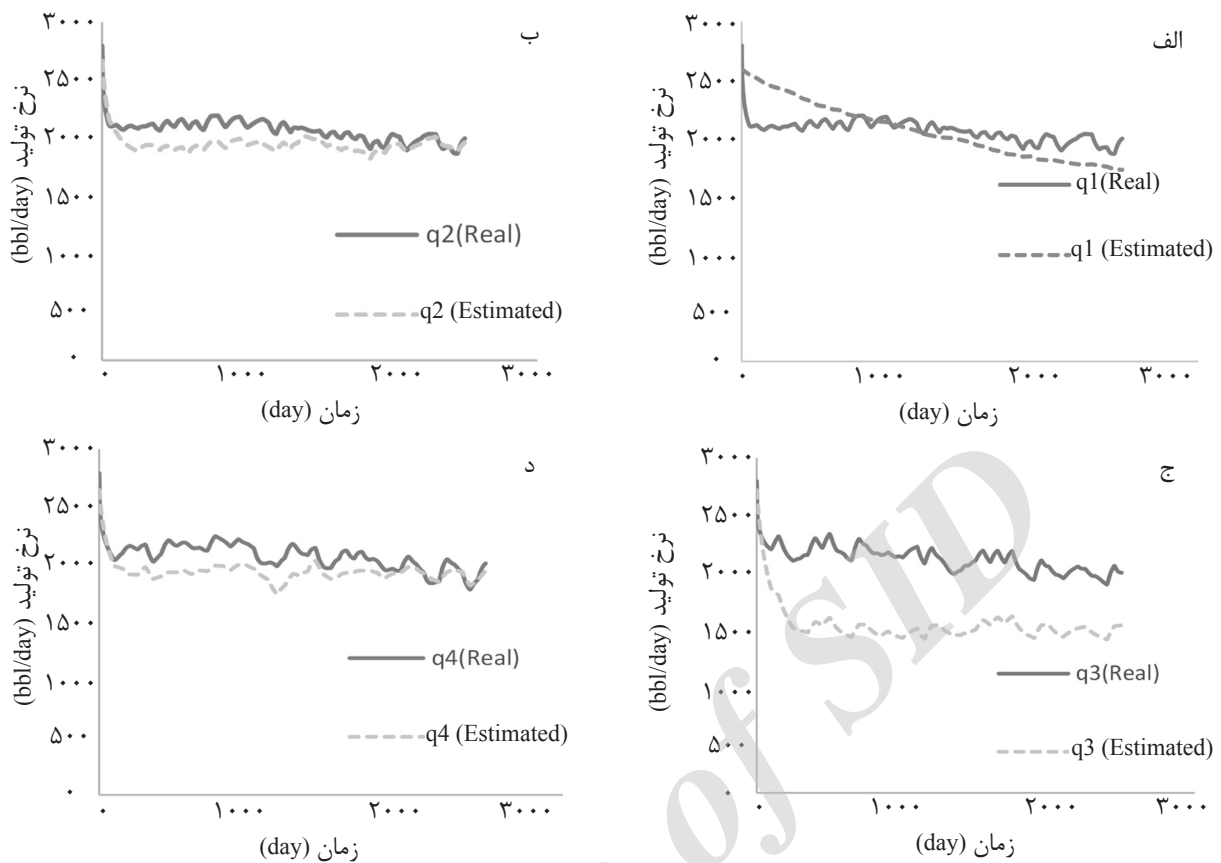 الف
۳۰۰۰
۲۵۰۰
۲۰۰۰
۱۵۰۰
۱۰۰۰
۵۰۰
۰
نرخ تولید (bbl/day)
q1(Real)
q1 (Estimated)
۰ ۱۰۰۰ ۲۰۰۰ ۳۰۰۰
زمان (day)
ب
۳۰۰۰
۲۵۰۰
۲۰۰۰
۱۵۰۰
۱۰۰۰
۵۰۰
۰
نرخ تولید (bbl/day)
q2(Real)
q2 (Estimated)
۰ ۱۰۰۰ ۲۰۰۰ ۳۰۰۰
زمان (day)
ج
۳۰۰۰
۲۵۰۰
۲۰۰۰
۱۵۰۰
۱۰۰۰
۵۰۰
۰
نرخ تولید (bbl/day)
q3(Real)
q3 (Estimated)
۰ ۱۰۰۰ ۲۰۰۰ ۳۰۰۰
زمان (day)
د
۳۰۰۰
۲۵۰۰
۲۰۰۰
۱۵۰۰
۱۰۰۰
۵۰۰
۰
نرخ تولید (bbl/day)
q4(Real)
q4 (Estimated)
۰ ۱۰۰۰ ۲۰۰۰ ۳۰۰۰
زمان (day)
of SID